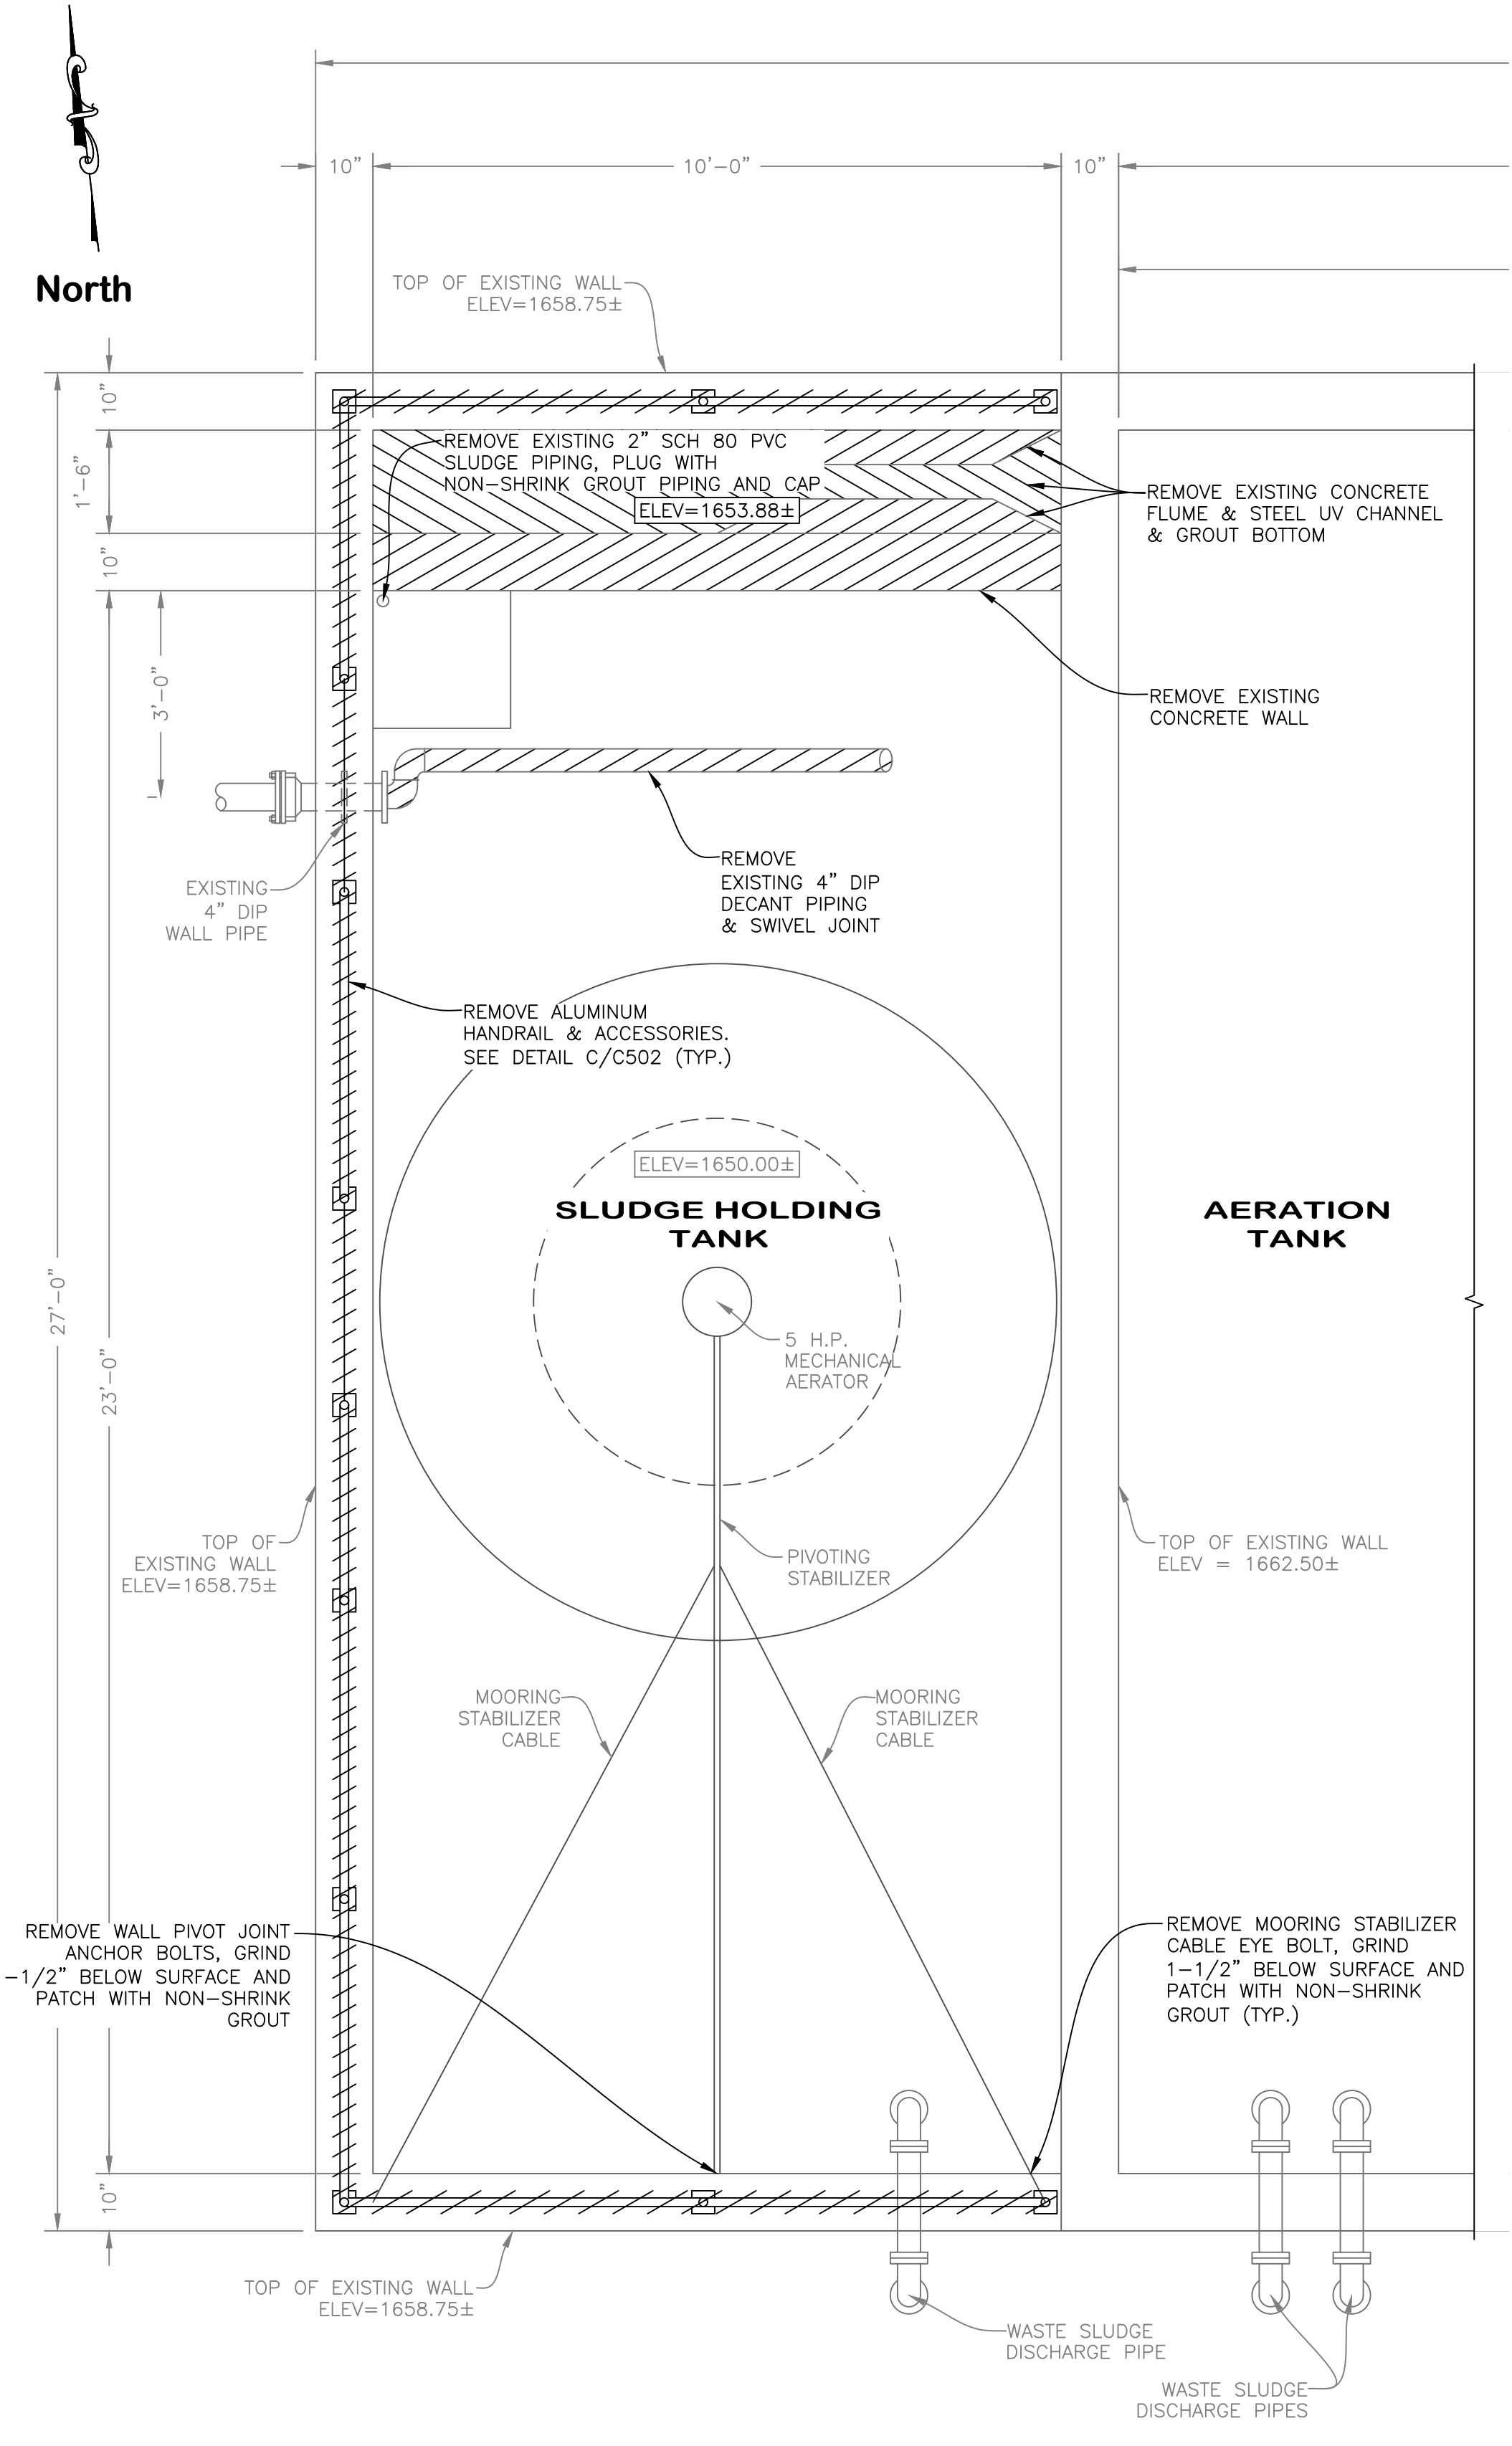 10”
10’-0”
10”
North
TOP OF EXISTING WALL
ELEV=1658.75±
10”
1’-6”
10”
3’-0”
27’-0”
23’-0”
10”
REMOVE EXISTING 2” SCH 80 PVC
SLUDGE PIPING, PLUG WITH
NON-SHRINK GROUT PIPING AND CAP
ELEV=1653.88±
REMOVE EXISTING CONCRETE
FLUME & STEEL UV CHANNEL
& GROUT BOTTOM
REMOVE EXISTING
CONCRETE WALL
REMOVE
EXISTING 4” DIP
DECANT PIPING
& SWIVEL JOINT
EXISTING
4” DIP
WALL PIPE
REMOVE ALUMINUM
HANDRAIL & ACCESSORIES.
SEE DETAIL C/C502 (TYP.)
ELEV=1650.00±
SLUDGE HOLDING
TANK
AERATION
TANK
5 H.P.
MECHANICAL
AERATOR
TOP OF
EXISTING WALL
ELEV=1658.75±
PIVOTING
STABILIZER
TOP OF EXISTING WALL
ELEV = 1662.50±
MOORING
STABILIZER
CABLE
MOORING
STABILIZER
CABLE
REMOVE WALL PIVOT JOINT
ANCHOR BOLTS, GRIND
-1/2” BELOW SURFACE AND
PATCH WITH NON-SHRINK
GROUT
REMOVE MOORING STABILIZER
CABLE EYE BOLT, GRIND
1-1/2” BELOW SURFACE AND
PATCH WITH NON-SHRINK
GROUT (TYP.)
TOP OF EXISTING WALL
ELEV=1658.75±
WASTE SLUDGE
DISCHARGE PIPE
WASTE SLUDGE
DISCHARGE PIPES